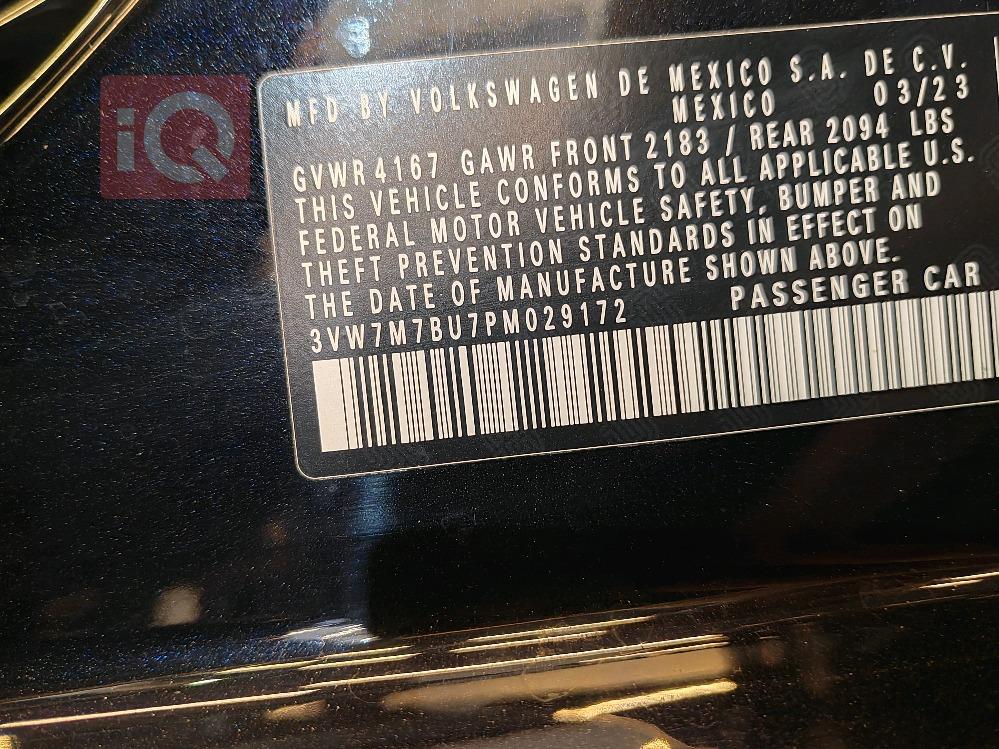 iQ
MFD BY VOLKSWAGEN DE MEXICO S.A. DE C.V.
MEXICO 03/23
GVWR 4167 GAWR FRONT 2183 / REAR 2094 LBS
THIS VEHICLE CONFORMS TO ALL APPLICABLE U.S.
FEDERAL MOTOR VEHICLE SAFETY, BUMPER AND
THEFT PREVENTION STANDARDS IN EFFECT ON
THE DATE OF MANUFACTURE SHOWN ABOVE.
3VW7M7BU7PM029172 PASSENGER CAR